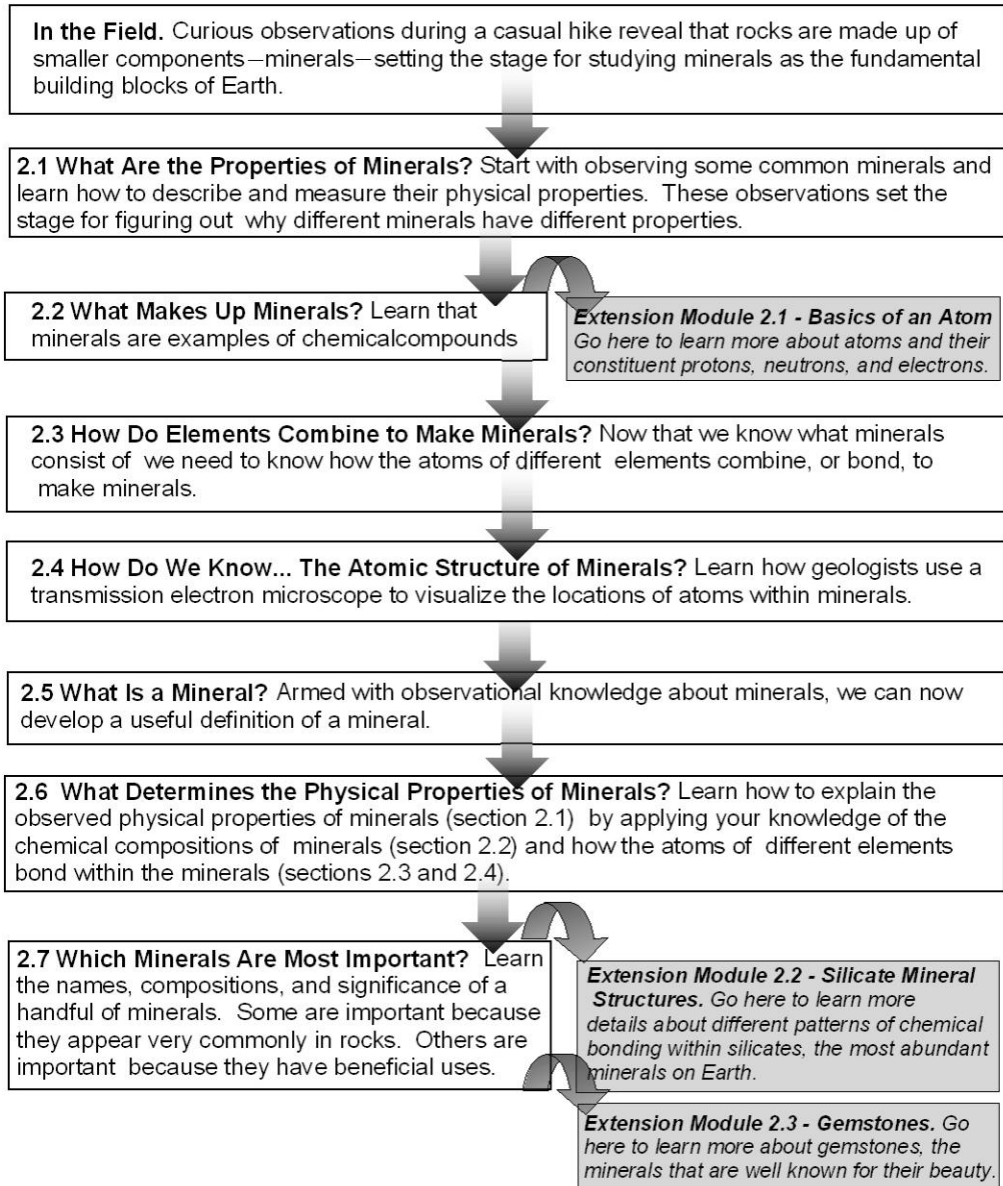 In the Field. Curious observations during a casual hike reveal that rocks are made up of
smaller components—minerals—setting the stage for studying minerals as the fundamental
building blocks of Earth.
2.1 What Are the Properties of Minerals? Start with observing some common minerals and
learn how to describe and measure their physical properties. These observations set the
stage for figuring out why different minerals have different properties.
2.2 What Makes Up Minerals? Learn that
minerals are examples of chemicalcompounds
Extension Module 2.1 - Basics of an Atom
Go here to learn more about atoms and their
constituent protons, neutrons, and electrons.
2.3 How Do Elements Combine to Make Minerals? Now that we know what minerals
consist of we need to know how the atoms of different elements combine, or bond, to
make minerals.
2.4 How Do We Know... The Atomic Structure of Minerals? Learn how geologists use a
transmission electron microscope to visualize the locations of atoms within minerals.
2.5 What Is a Mineral? Armed with observational knowledge about minerals, we can now
develop a useful definition of a mineral.
2.6 What Determines the Physical Properties of Minerals? Learn how to explain the
observed physical properties of minerals (section 2.1) by applying your knowledge of the
chemical compositions of minerals (section 2.2) and how the atoms of different elements
bond within the minerals (sections 2.3 and 2.4).
2.7 Which Minerals Are Most Important? Learn
the names, compositions, and significance of a
handful of minerals. Some are important because
they appear very commonly in rocks. Others are
important because they have beneficial uses.
Extension Module 2.2 - Silicate Mineral
Structures. Go here to learn more
details about different patterns of chemical
bonding within silicates, the most abundant
minerals on Earth.
Extension Module 2.3 - Gemstones. Go
here to learn more about gemstones, the
minerals that are well known for their beauty.